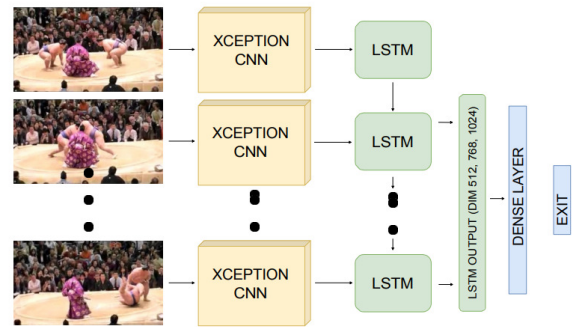 XCEPTION
CNN
LSTM
XCEPTION
CNN
LSTM
XCEPTION
CNN
LSTM
LSTM OUTPUT (DIM 512, 768, 1024)
DENSE LAYER
EXIT